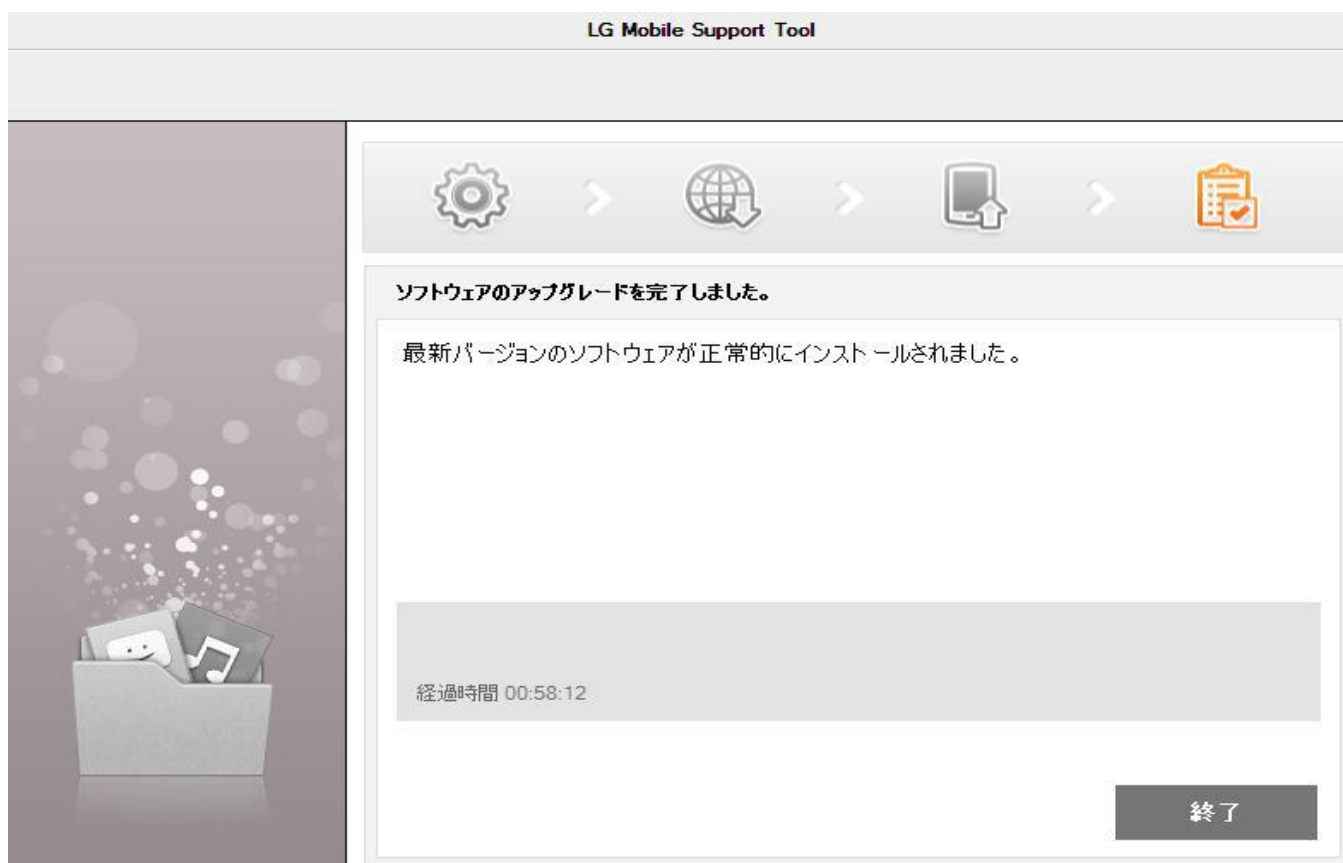 LG Mobile Support Tool
ソフトウェアのアップグレードを完了しました。
最新バージョンのソフトウェアが正常的にインストールされました。
経過時間 00:58:12
終了